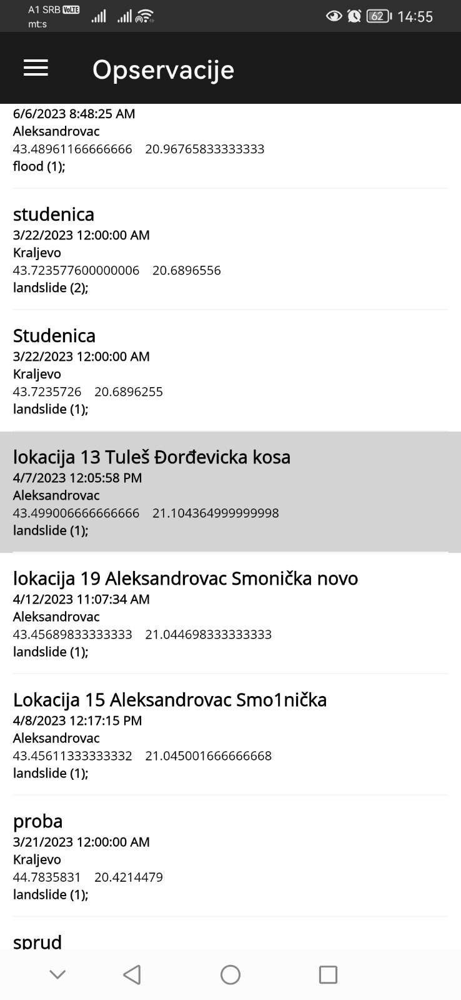 A1 SRB VoLTE
mt:s
62
14:55
Opservacije
6/6/2023 8:48:25 AM
Aleksandrovac
43.48961166666666 20.96765833333333
flood (1);
studenica
3/22/2023 12:00:00 AM
Kraljevo
43.723577600000006 20.6896556
landslide (2);
Studenica
3/22/2023 12:00:00 AM
Kraljevo
43.7235726 20.6896255
landslide (1);
lokacija 13 Tuleš Đorđevicka kosa
4/7/2023 12:05:58 PM
Aleksandrovac
43.499006666666666 21.104364999999998
landslide (1);
lokacija 19 Aleksandrovac Smonička novo
4/12/2023 11:07:34 AM
Aleksandrovac
43.45689833333333 21.044698333333333
landslide (1);
Lokacija 15 Aleksandrovac Smo1nička
4/8/2023 12:17:15 PM
Aleksandrovac
43.45611333333332 21.045001666666668
landslide (1);
proba
3/21/2023 12:00:00 AM
Kraljevo
44.7835831 20.4214479
landslide (1);
sprud